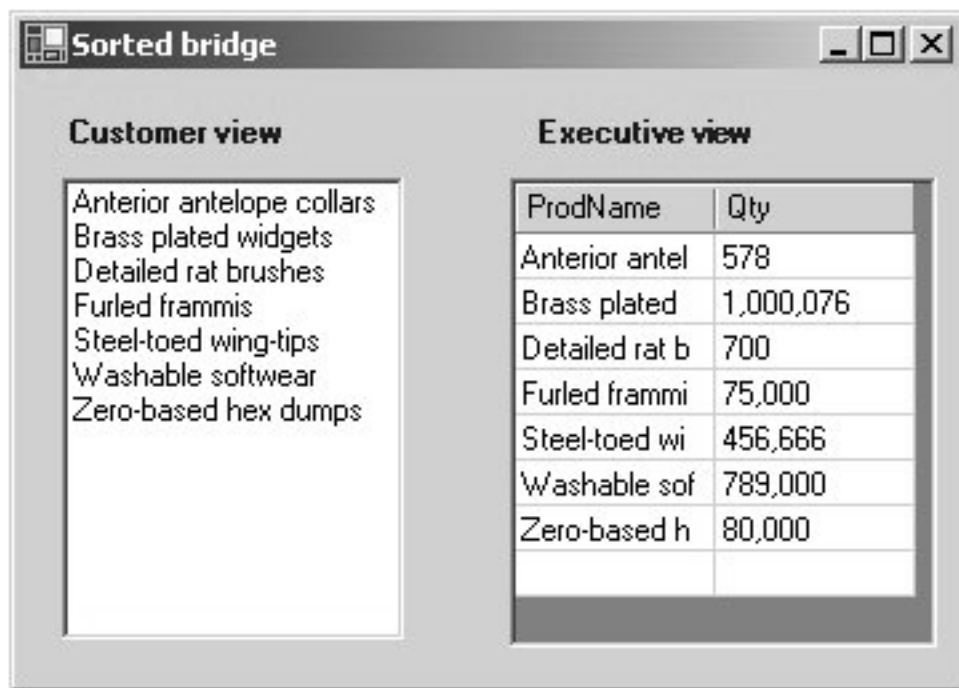 Sorted bridge
Customer view
Anterior antelope collars
Brass plated widgets
Detailed rat brushes
Furled frammis
Steel-toed wing-tips
Washable softwear
Zero-based hex dumps
Executive view
ProdName Qty
Anterior antel 578
Brass plated 1,000,076
Detailed rat b 700
Furled frammi 75,000
Steel-toed wi 456,666
Washable sof 789,000
Zero-based h 80,000